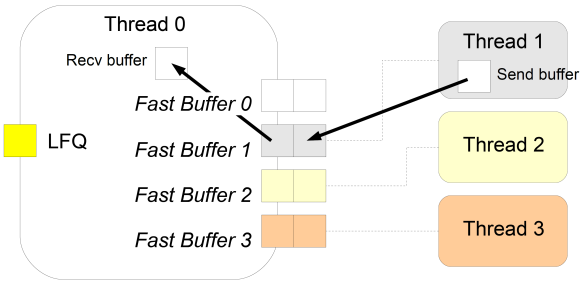 Thread 0
Thread 1
Recv buffer
Send buffer
Fast Buffer 0
LFQ
Fast Buffer 1
Thread 2
Fast Buffer 2
Thread 3
Fast Buffer 3